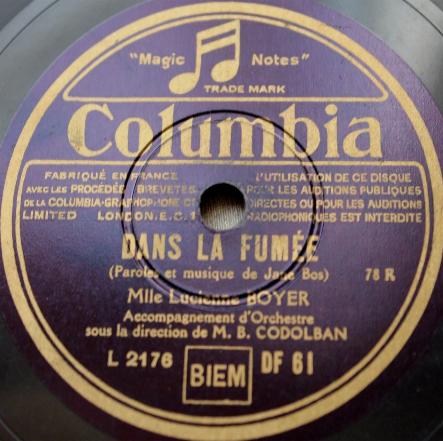 "Magic Notes"
TRADE MARK
Columbia
FABRIQUÉ EN FRANCE L'UTILISATION DE CE DISQUE
AVEC LES PROCÉDÉS BREVETÉS POUR LES AUDITIONS PUBLIQUES
DE LA COLUMBIA-GRAPHOPHONE DIRECTES OU POUR LES AUDITIONS
LIMITED LONDON.E.C.1 RADIOPHONIQUES EST INTERDITE
DANS LA FUMÉE
(Paroles et musique de Jane Bos) 78 R
Mlle Lucienne BOYER
Accompagnement d'Orchestre
sous la direction de M. B. CODOLBAN
L 2176 BIEM DF 61